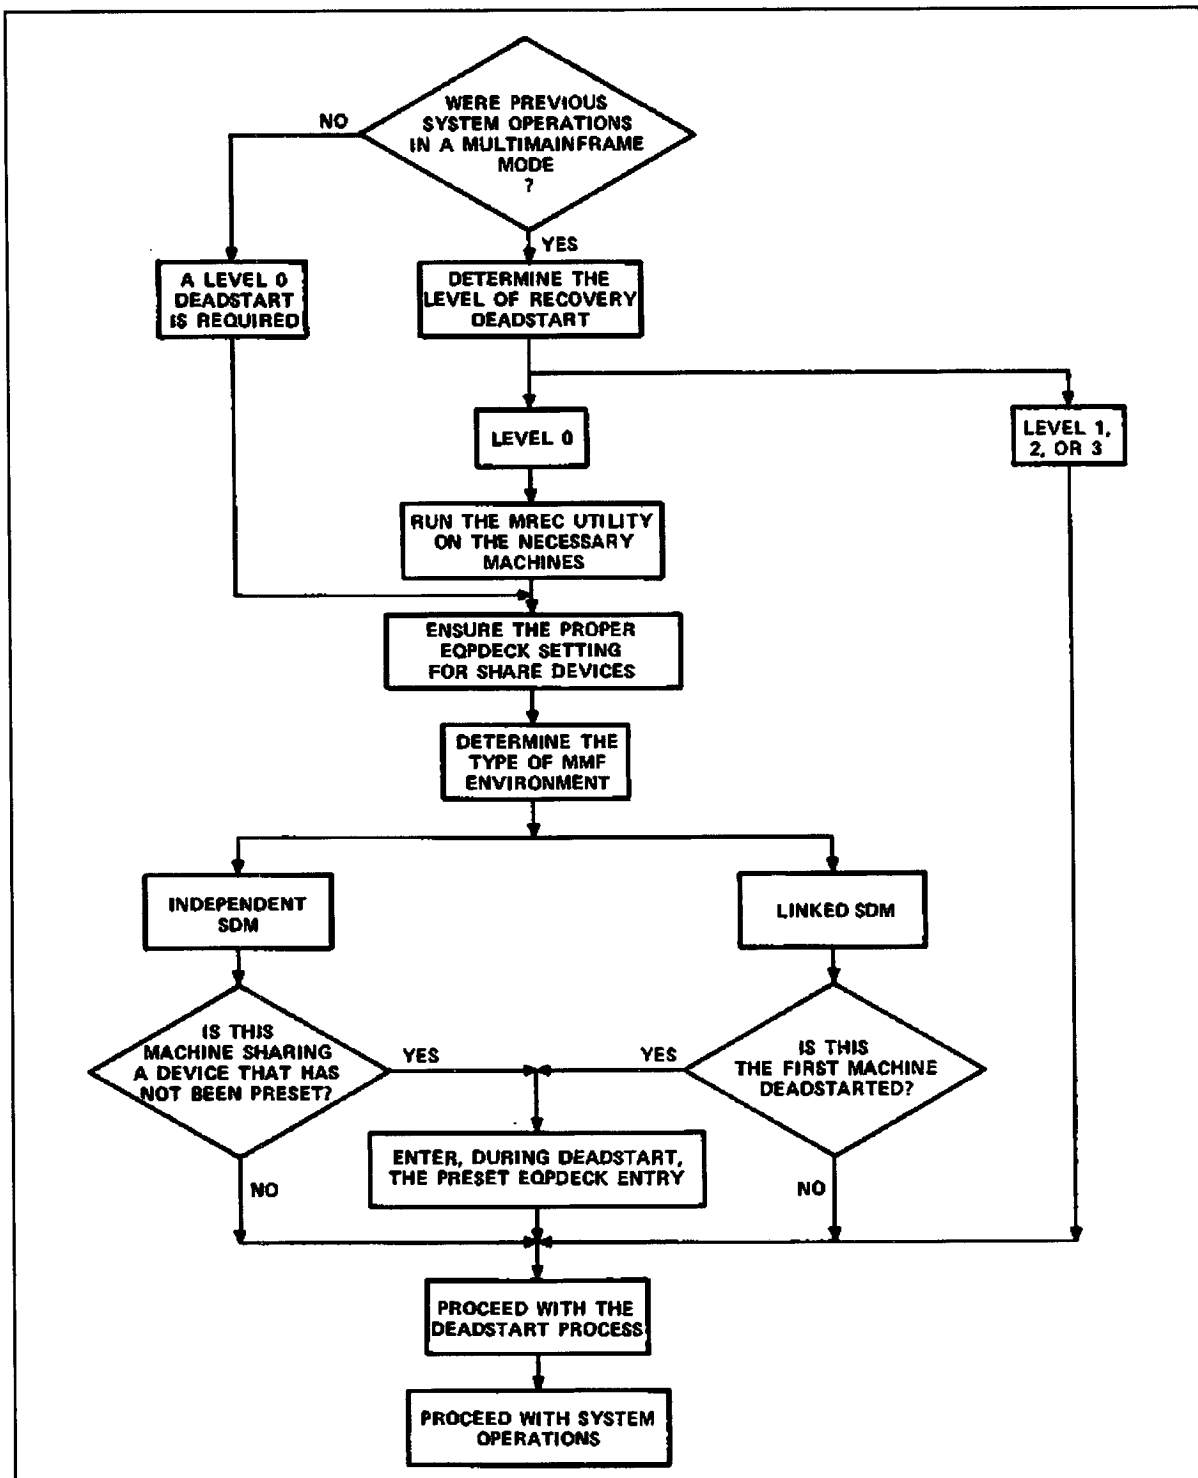 WERE PREVIOUS
SYSTEM OPERATIONS
IN A MULTIMAINFRAME
MODE
?
NO
YES
A LEVEL 0
DEADSTART
IS REQUIRED
DETERMINE THE
LEVEL OF RECOVERY
DEADSTART
LEVEL 0
LEVEL 1,
2, OR 3
RUN THE MREC UTILITY
ON THE NECESSARY
MACHINES
ENSURE THE PROPER
EQPDECK SETTING
FOR SHARE DEVICES
DETERMINE THE
TYPE OF MMF
ENVIRONMENT
INDEPENDENT
SDM
LINKED SDM
IS THIS
MACHINE SHARING
A DEVICE THAT HAS
NOT BEEN PRESET?
YES
YES
IS THIS
THE FIRST MACHINE
DEADSTARTED?
ENTER, DURING DEADSTART,
THE PRESET EQPDECK ENTRY
NO
NO
PROCEED WITH THE
DEADSTART PROCESS
PROCEED WITH SYSTEM
OPERATIONS